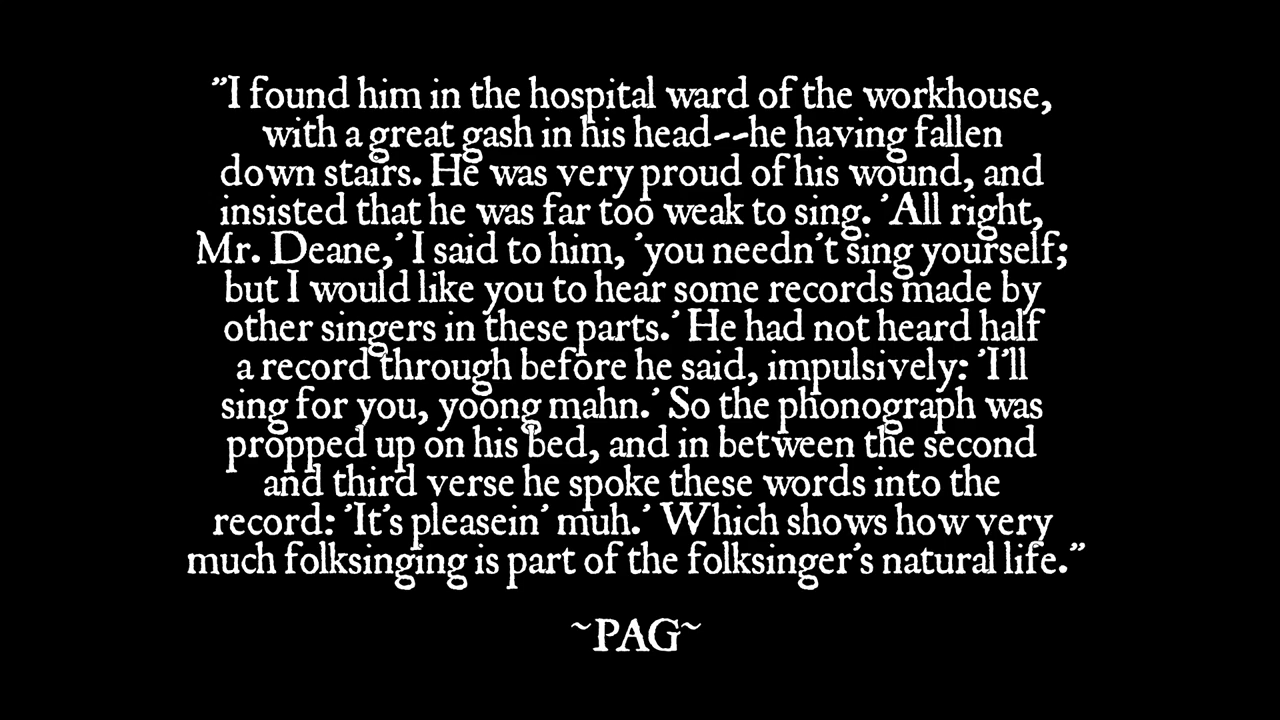 "I found him in the hospital ward of the workhouse,
with a great gash in his head--he having fallen
down stairs. He was very proud of his wound, and
insisted that he was far too weak to sing. 'All right,
Mr. Deane,' I said to him, 'you needn't sing yourself;
but I would like you to hear some records made by
other singers in these parts.' He had not heard half
a record through before he said, impulsively: 'I'll
sing for you, yoong mahn.' So the phonograph was
propped up on his bed, and in between the second
and third verse he spoke these words into the
record: 'It's pleasein' muh.' Which shows how very
much folksinging is part of the folksinger's natural life."
~PAG~